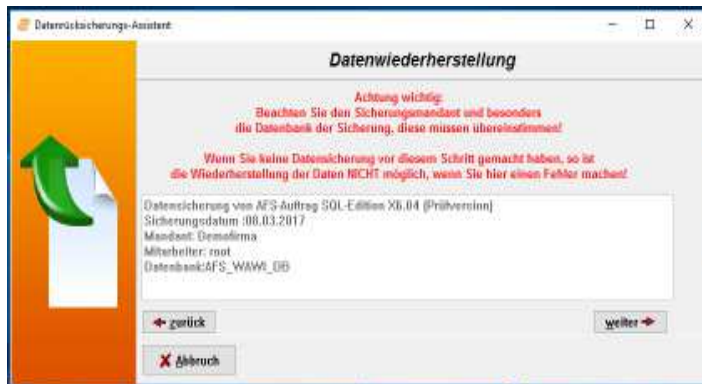 Datenrücksicherungs-Assistent
Datenwiederherstellung
Achtung wichtig:
Beachten Sie den Sicherungsmandant und besonders
die Datenbank der Sicherung, diese müssen übereinstimmen!
Wenn Sie keine Datensicherung vor diesem Schritt gemacht haben, so ist
die Wiederherstellung der Daten NICHT möglich, wenn Sie hier einen Fehler machen!
Datensicherung von AFS-Auftrag SQL-Edition X6.04 (Prüfversion)
Sicherungsdatum :08.03.2017
Mandant: Demofirma
Mitarbeiter: root
Datenbank:AFS_WAWI_DB
zurück
weiter
Abbruch